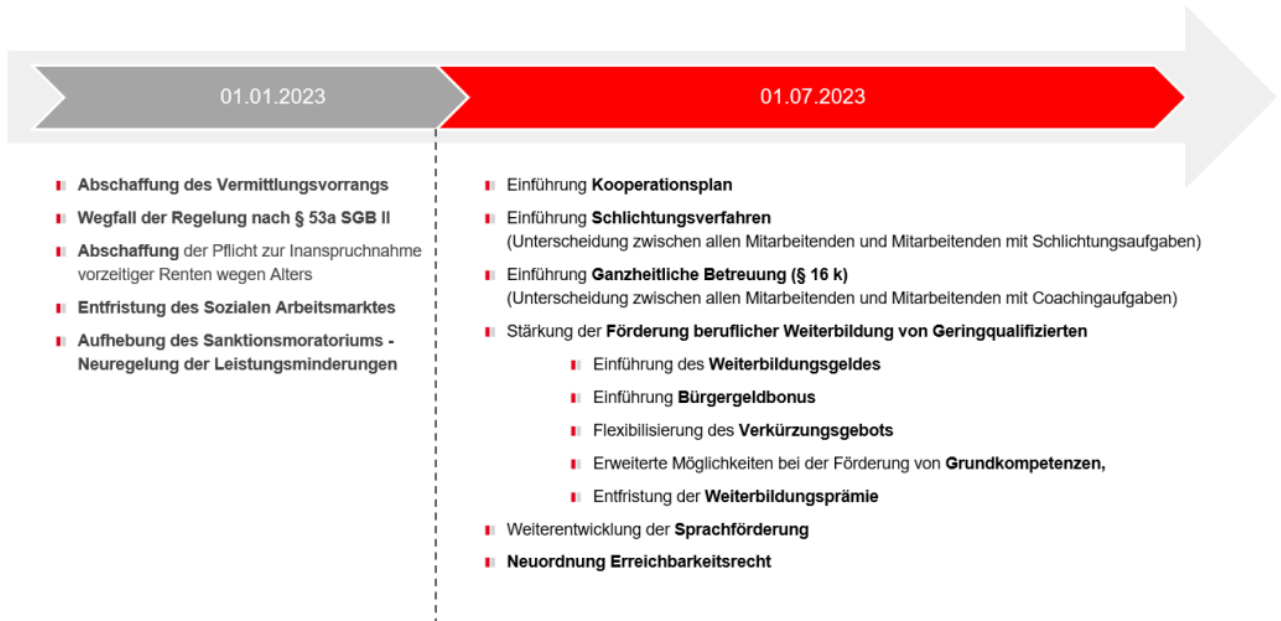 01.01.2023
01.07.2023
Abschaffung des Vermittlungsvorrangs
Wegfall der Regelung nach § 53a SGB II
Abschaffung der Pflicht zur Inanspruchnahme
vorzeitiger Renten wegen Alters
Entfristung des Sozialen Arbeitsmarktes
Aufhebung des Sanktionsmoratoriums -
Neuregelung der Leistungsminderungen
Einführung Kooperationsplan
Einführung Schlichtungsverfahren
(Unterscheidung zwischen allen Mitarbeitenden und Mitarbeitenden mit Schlichtungsaufgaben)
Einführung Ganzheitliche Betreuung (§ 16 k)
(Unterscheidung zwischen allen Mitarbeitenden und Mitarbeitenden mit Coachingaufgaben)
Stärkung der Förderung beruflicher Weiterbildung von Geringqualifizierten
Einführung des Weiterbildungsgeldes
Einführung Bürgergeldbonus
Flexibilisierung des Verkürzungsgebots
Erweiterte Möglichkeiten bei der Förderung von Grundkompetenzen,
Entfristung der Weiterbildungsprämie
Weiterentwicklung der Sprachförderung
Neuordnung Erreichbarkeitsrecht